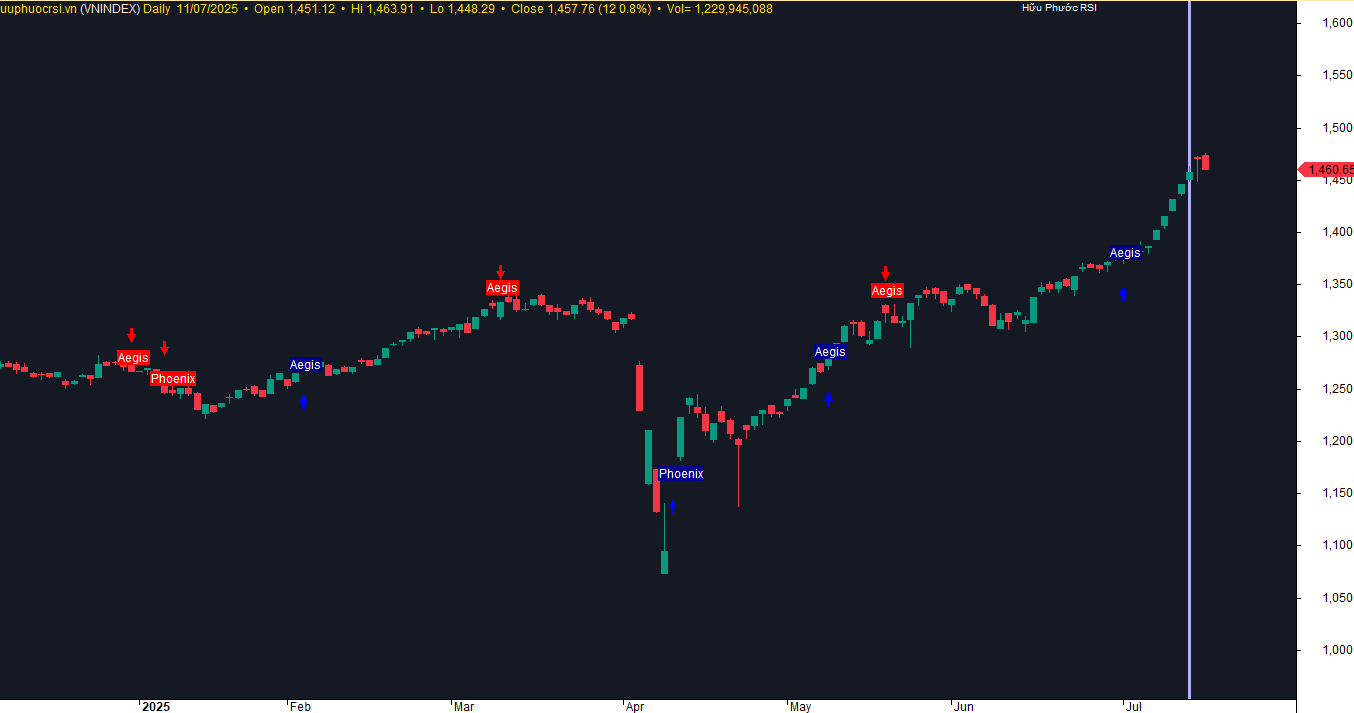 uuphuocrsi.vn (VNINDEX) Daily 11/07/2025 • Open 1,451.12 • Hi 1,463.91 • Lo 1,448.29 • Close 1,457.76 (12 0.8%) • Vol= 1,229,945,088
Hữu Phước RSI
1,600
1,550
1,500
1,460.65
1,450
1,400
Aegis
1,350
Aegis
Aegis
1,300
Aegis
Aegis
Aegis
Phoenix
1,250
1,200
Phoenix
1,150
1,100
1,050
1,000
2025 Feb Mar Apr May Jun Jul